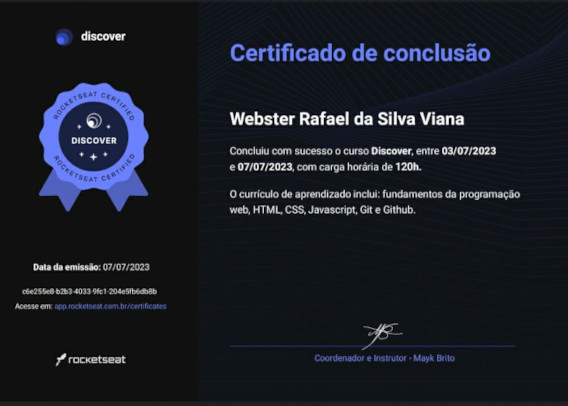 discover
ROCKETSEAT CERTIFIED
DISCOVER
ROCKETSEAT CERTIFIED
Data da emissão: 07/07/2023
c6e255e8-b2b3-4033-9fc1-204e5fb6db8b
Acesse em: app.rocketseat.com.br/certificates
rocketseat
Certificado de conclusão
Webster Rafael da Silva Viana
Concluiu com sucesso o curso Discover, entre 03/07/2023
e 07/07/2023, com carga horária de 120h.
O currículo de aprendizado inclui: fundamentos da programação
web, HTML, CSS, Javascript, Git e Github.
Coordenador e Instrutor - Mayk Brito